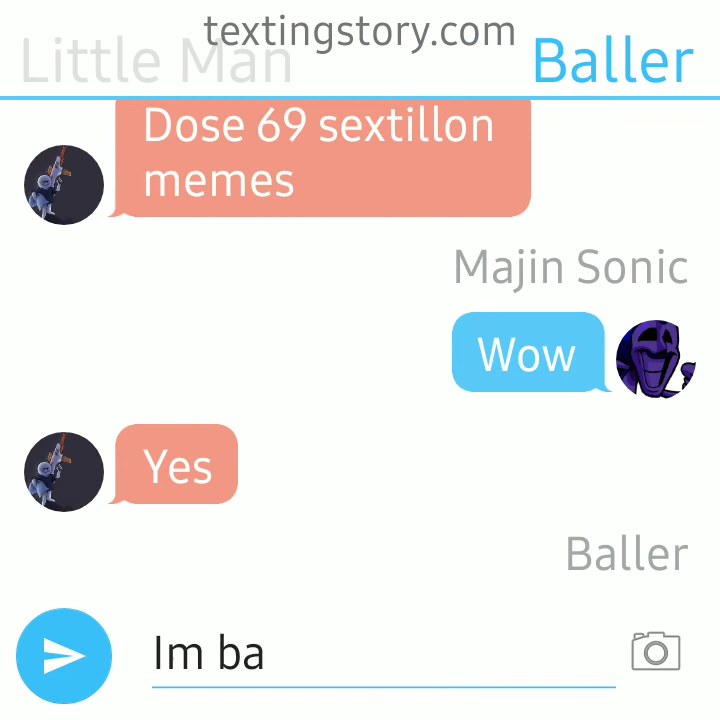 textingstory.com
Little Man
Baller
Dose 69 sextillon
memes
Majin Sonic
Wow
Yes
Baller
Im ba